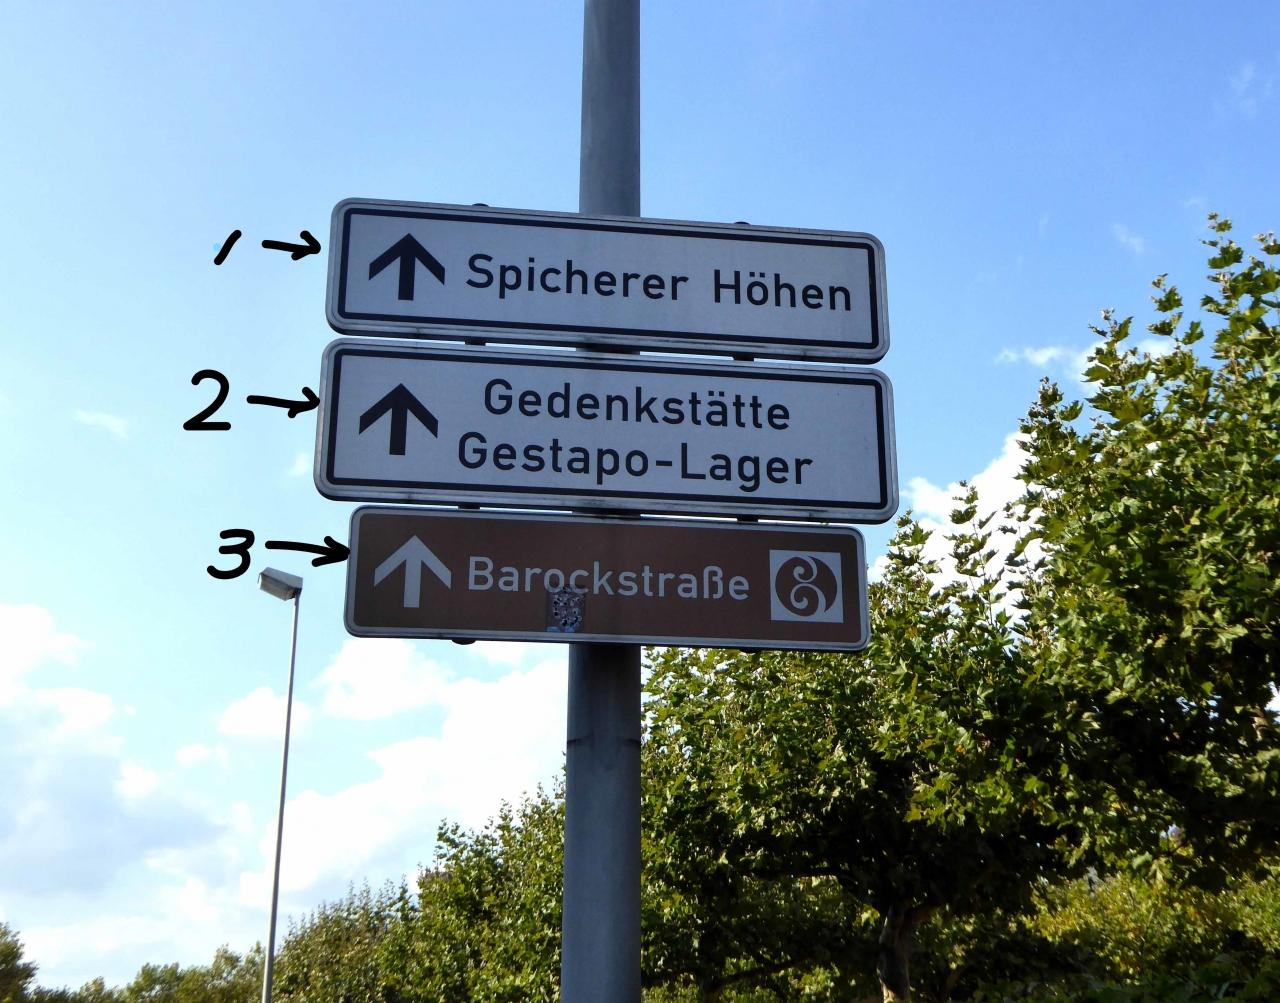 1 Spicherer Höhen
2 Gedenkstätte
Gestapo-Lager
3 Barockstraße